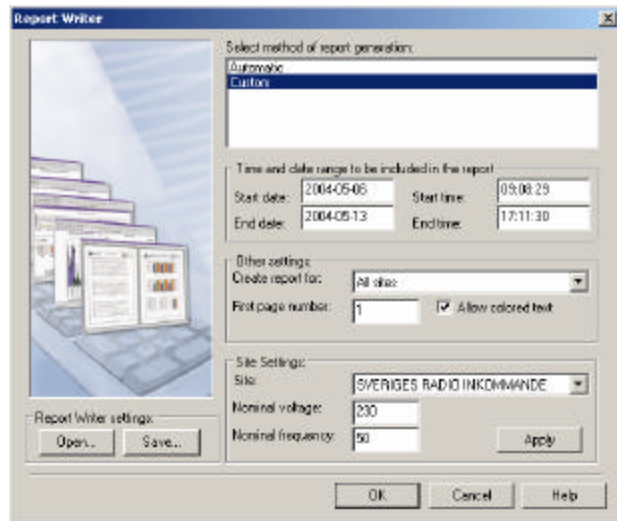 Report Writer
Select method of report generation:
Automatic
Custom
Time and date range to be included in the report
Start date: 2004-05-06 Start time: 09:08:29
End date: 2004-05-13 End time: 17:11:30
Other settings:
Create report for: All sites
First page number: 1 Allow colored text
Site Settings:
Site: SVERIGES RADIO INKOMMANDE
Nominal voltage: 230
Nominal frequency: 50
Apply
Report Writer settings:
Open... Save...
OK Cancel Help